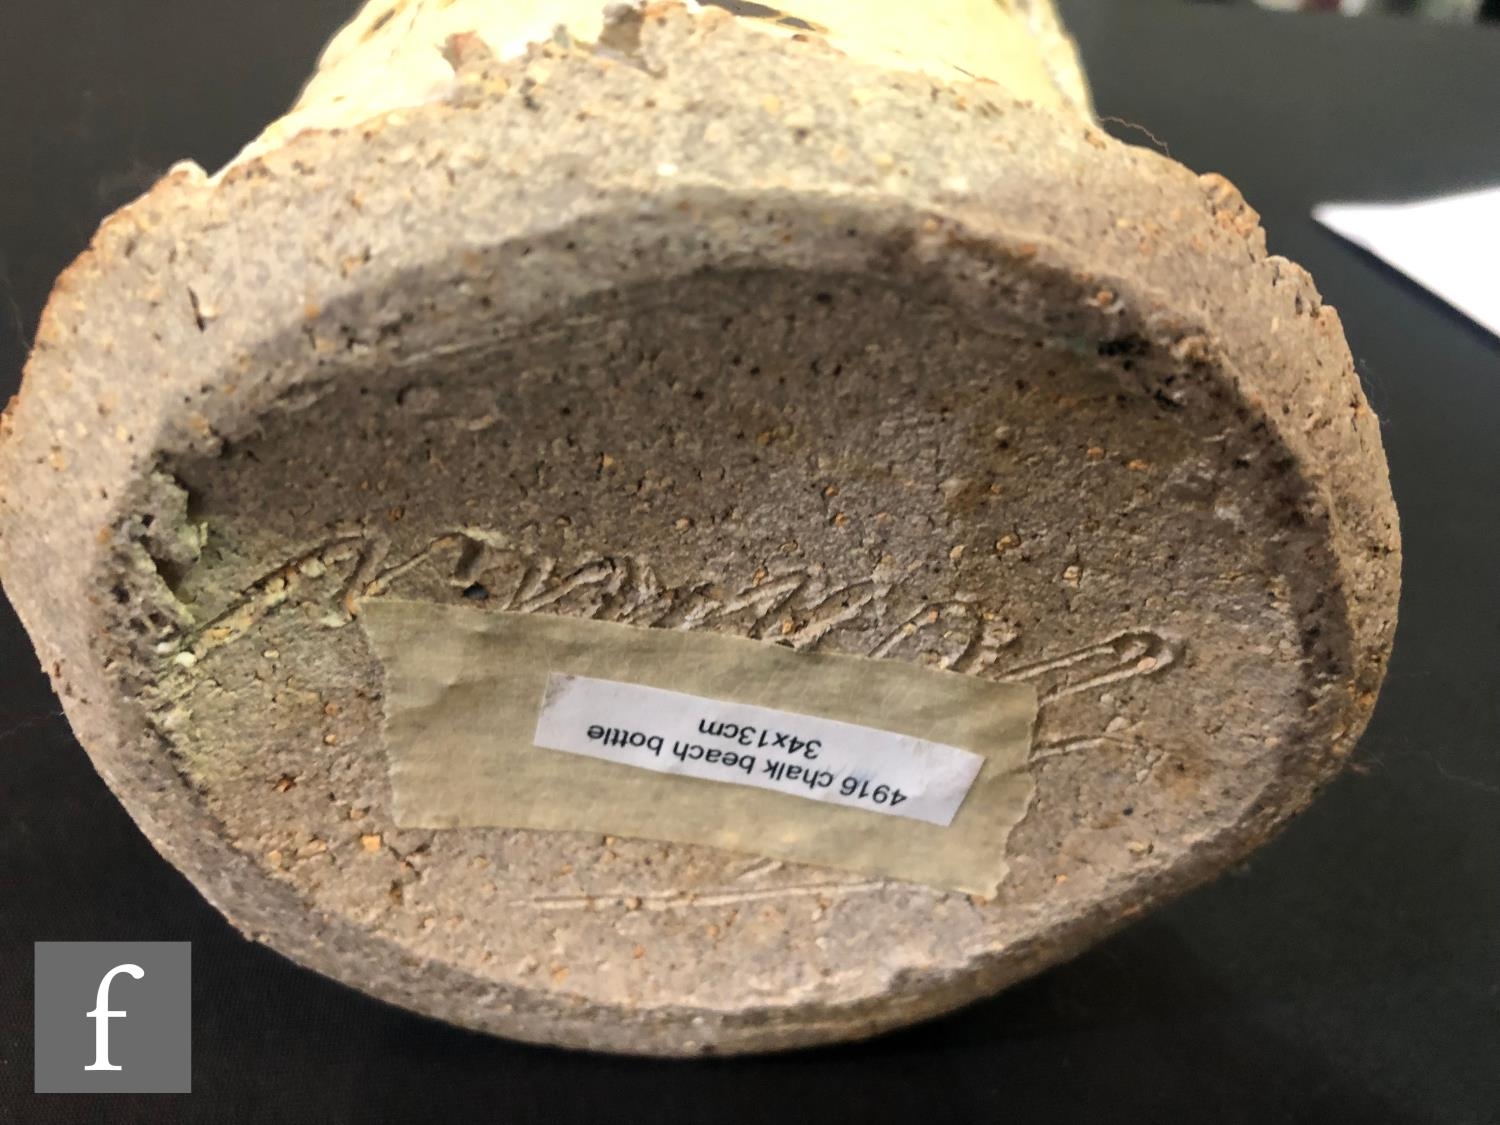 4916 chalk beach bottle
34x13cm
f